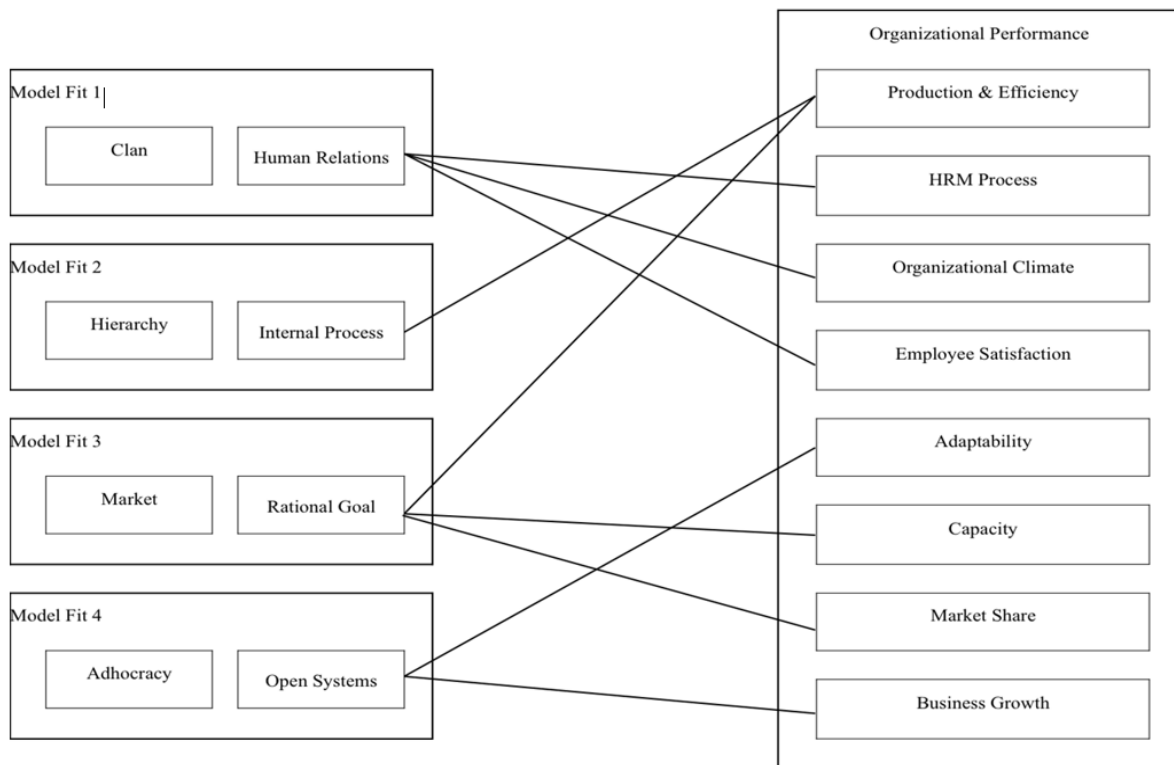 Organizational Performance
Model Fit 1
Clan
Human Relations
Model Fit 2
Hierarchy
Internal Process
Model Fit 3
Market
Rational Goal
Model Fit 4
Adhocracy
Open Systems
Production & Efficiency
HRM Process
Organizational Climate
Employee Satisfaction
Adaptability
Capacity
Market Share
Business Growth